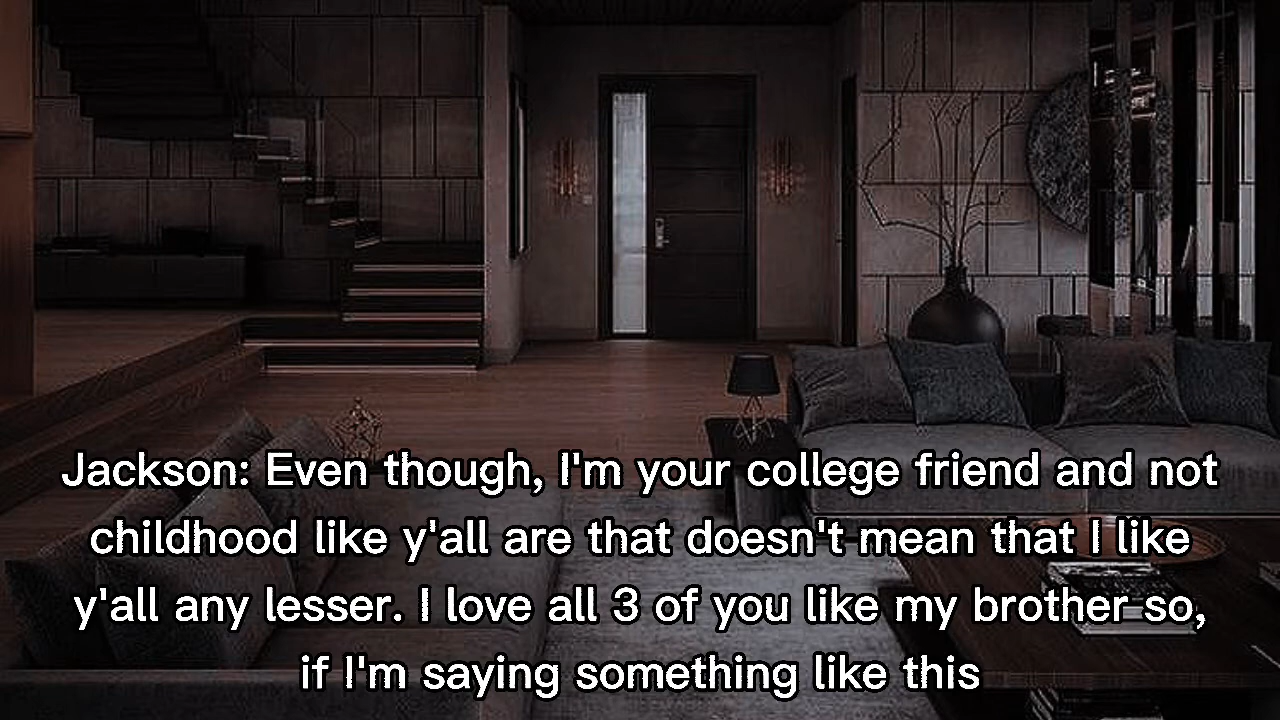 Jackson: Even though, I'm your college friend and not
childhood like y'all are that doesn't mean that I like
y'all any lesser. I love all 3 of you like my brother so,
if I'm saying something like this